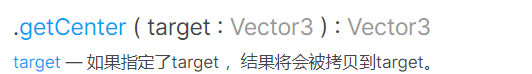 .getCenter ( target : Vector3 ) : Vector3
target — 如果指定了target ，结果将会被拷贝到target。